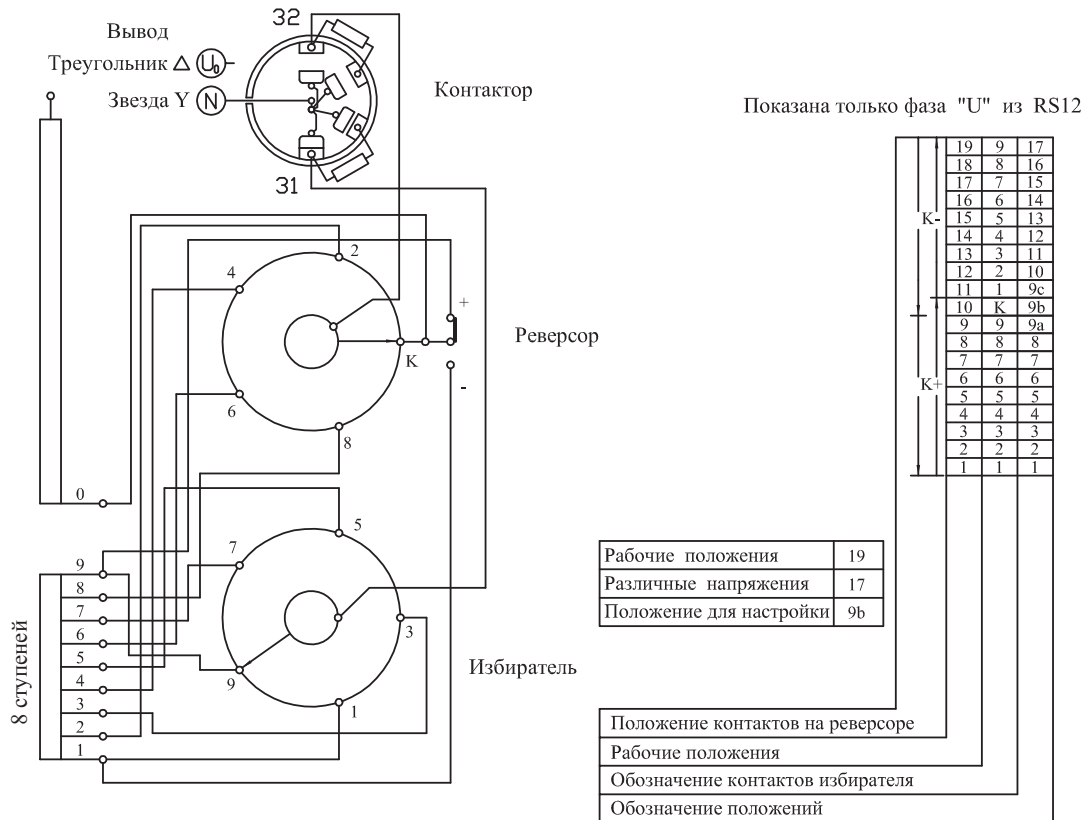 32
Вывод
Треугольник △ U₀
Звезда Y N
Контактор
31
Показана только фаза "U" из RS12
19 9 17
18 8 16
17 7 15
16 6 14
K- 15 5 13
14 4 12
13 3 11
12 2 10
11 1 9c
10 K 9b
9 9 9a
8 8 8
7 7 7
6 6 6
K+ 5 5 5
4 4 4
3 3 3
2 2 2
1 1 1
2
4
+
Реверсор
K
-
6
8
0
5
7
3
9
1
Избиратель
9
8
7
6
5
4
3
2
1
8 ступеней
Рабочие положения 19
Различные напряжения 17
Положение для настройки 9b
Положение контактов на реверсоре
Рабочие положения
Обозначение контактов избирателя
Обозначение положений